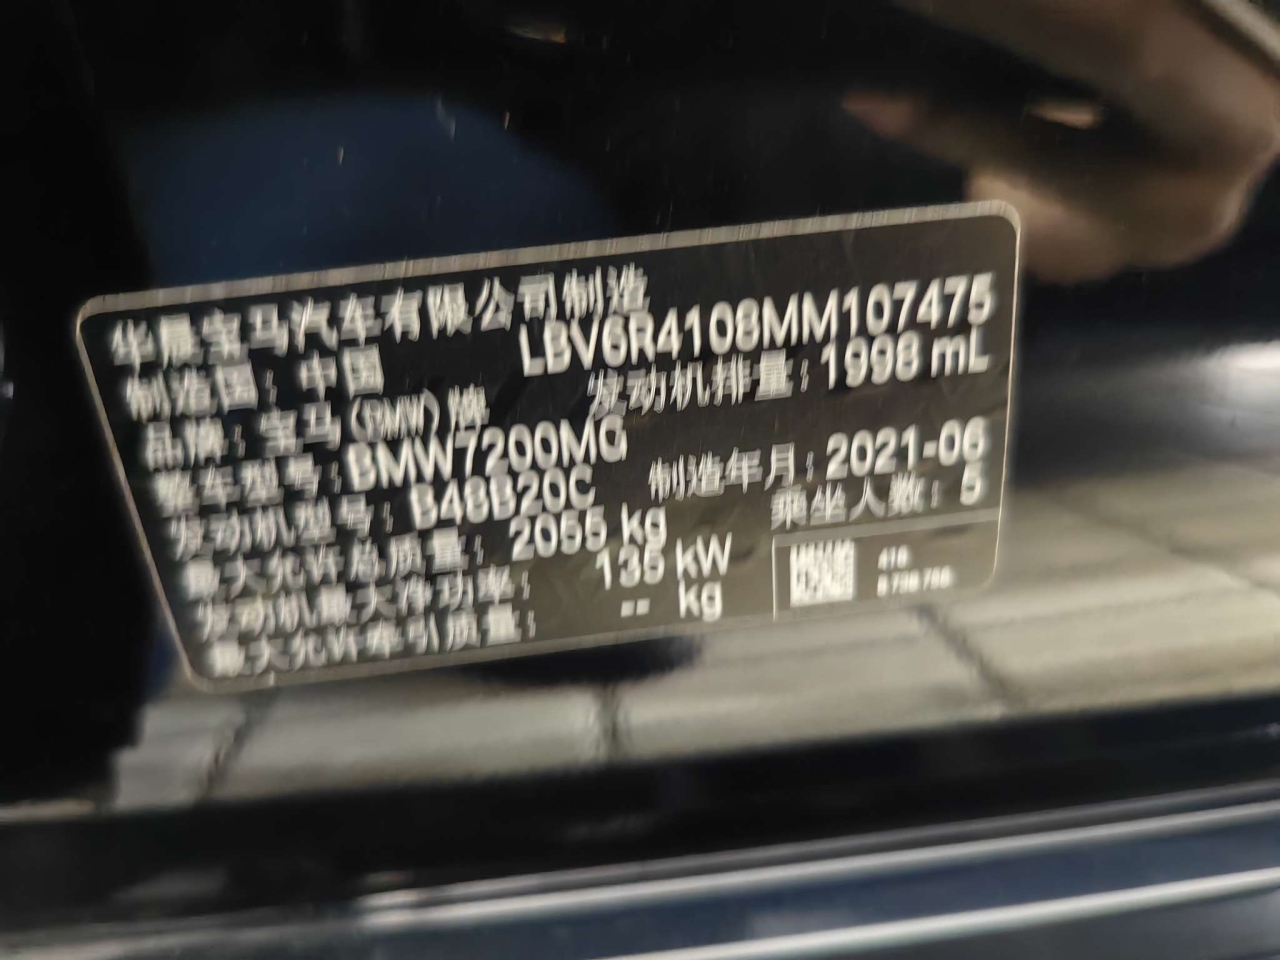 华晨宝马汽车有限公司制造
LBV6R4108MM107475
制造国：中国
发动机排量：1998 mL
品牌：宝马(BMW)牌
整车型号：BMW7200MG
制造年月：2021-06
发动机型号：B48B20C
乘坐人数：5
最大允许总质量：2055 kg
发动机最大净功率：135 kW
最大允许牵引质量：-- kg